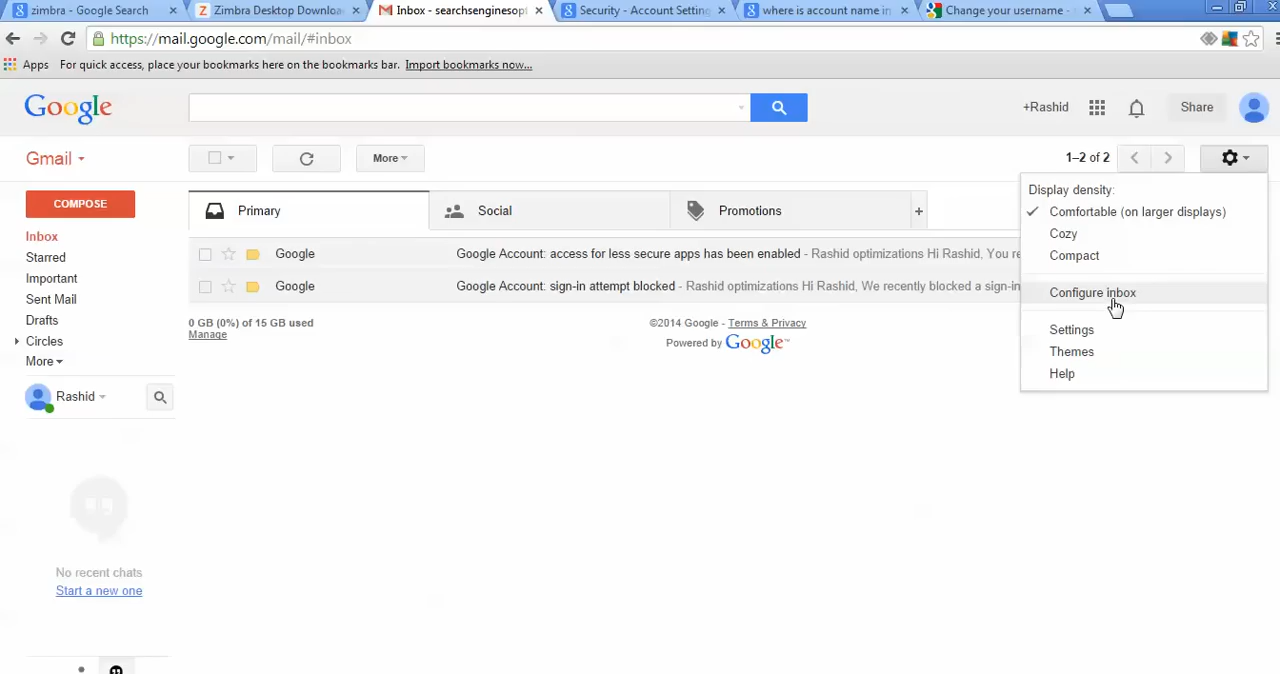 zimbra - Google Search
Zimbra Desktop Downloa
Inbox - searchsenginesopt
Security - Account Setting
where is account name in
Change your username -
https://mail.google.com/mail/#inbox
Apps For quick access, place your bookmarks here on the bookmarks bar. Import bookmarks now...
Google
+Rashid
Share
Gmail
More
1–2 of 2
COMPOSE
Inbox
Starred
Important
Sent Mail
Drafts
Circles
More
Rashid
No recent chats
Start a new one
Primary
Social
Promotions
+
Google Google Account: access for less secure apps has been enabled - Rashid optimizations Hi Rashid, You re
Google Google Account: sign-in attempt blocked - Rashid optimizations Hi Rashid, We recently blocked a sign-in
0 GB (0%) of 15 GB used
Manage
©2014 Google - Terms & Privacy
Powered by Google™
Display density:
Comfortable (on larger displays)
Cozy
Compact
Configure inbox
Settings
Themes
Help